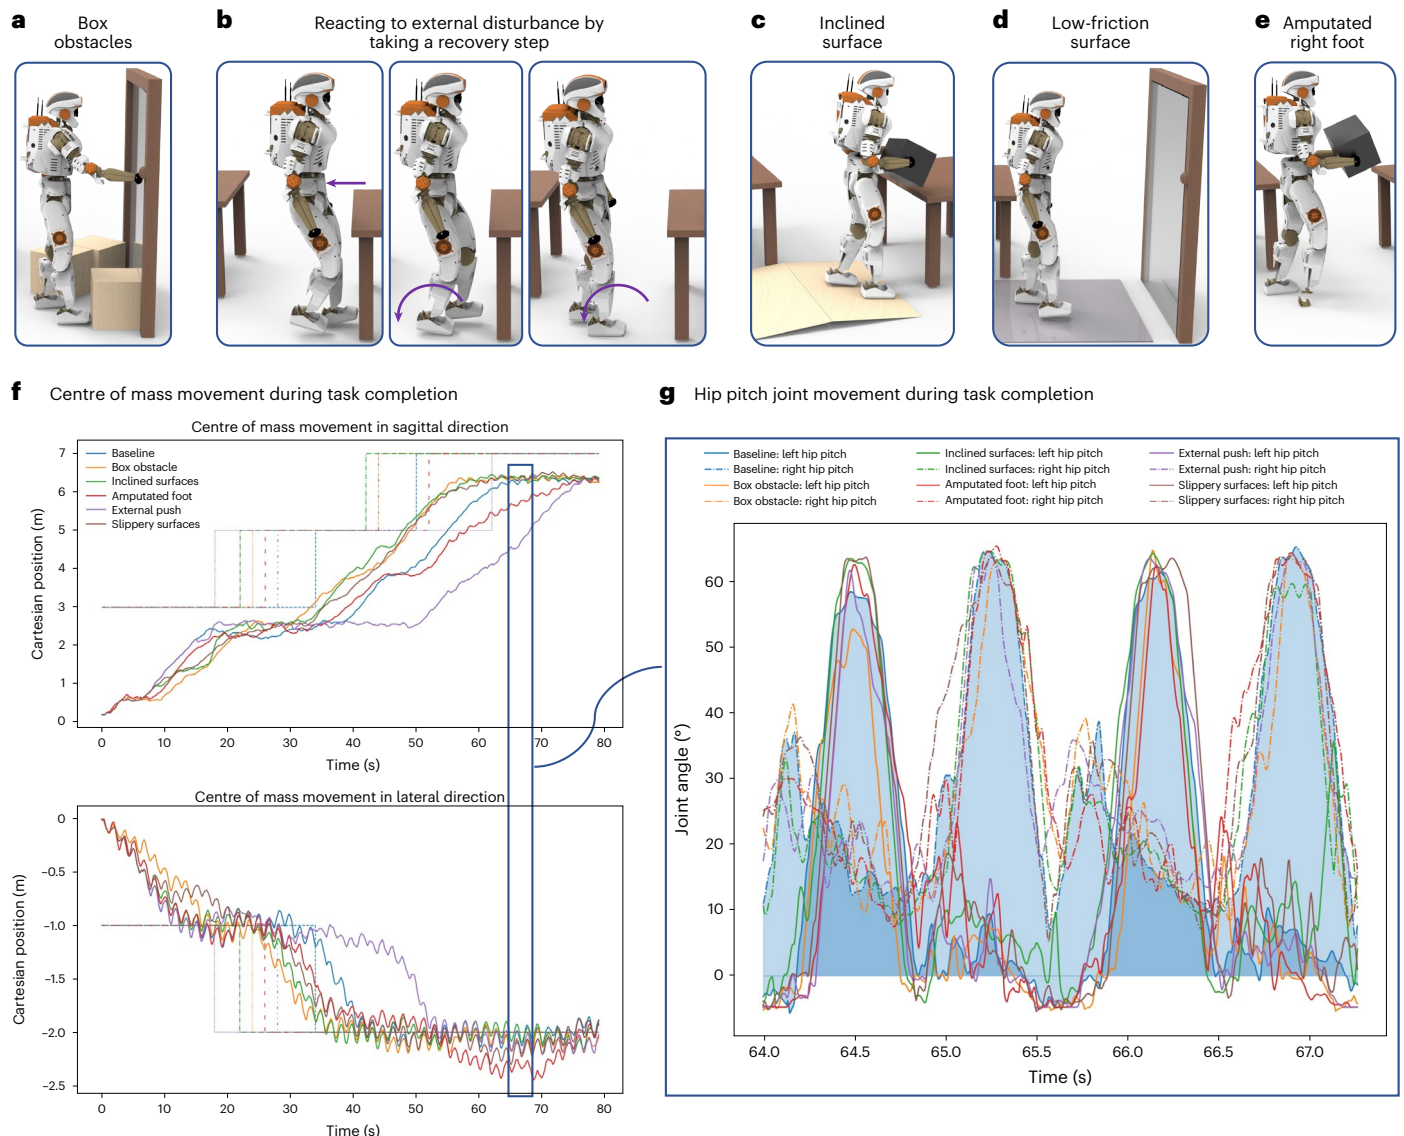 a
Box
obstacles
b
Reacting to external disturbance by
taking a recovery step
c
Inclined
surface
d
Low-friction
surface
e
Amputated
right foot
f
Centre of mass movement during task completion
Centre of mass movement in sagittal direction
Baseline
Box obstacle
Inclined surfaces
Amputated foot
External push
Slippery surfaces
Cartesian position (m)
7
6
5
4
3
2
1
0
0 10 20 30 40 50 60 70 80
Time (s)
Centre of mass movement in lateral direction
Cartesian position (m)
0
–0.5
–1.0
–1.5
–2.0
–2.5
0 10 20 30 40 50 60 70 80
Time (s)
g
Hip pitch joint movement during task completion
Baseline: left hip pitch
Baseline: right hip pitch
Box obstacle: left hip pitch
Box obstacle: right hip pitch
Inclined surfaces: left hip pitch
Inclined surfaces: right hip pitch
Amputated foot: left hip pitch
Amputated foot: right hip pitch
External push: left hip pitch
External push: right hip pitch
Slippery surfaces: left hip pitch
Slippery surfaces: right hip pitch
Joint angle (°)
60
50
40
30
20
10
0
64.0 64.5 65.0 65.5 66.0 66.5 67.0
Time (s)